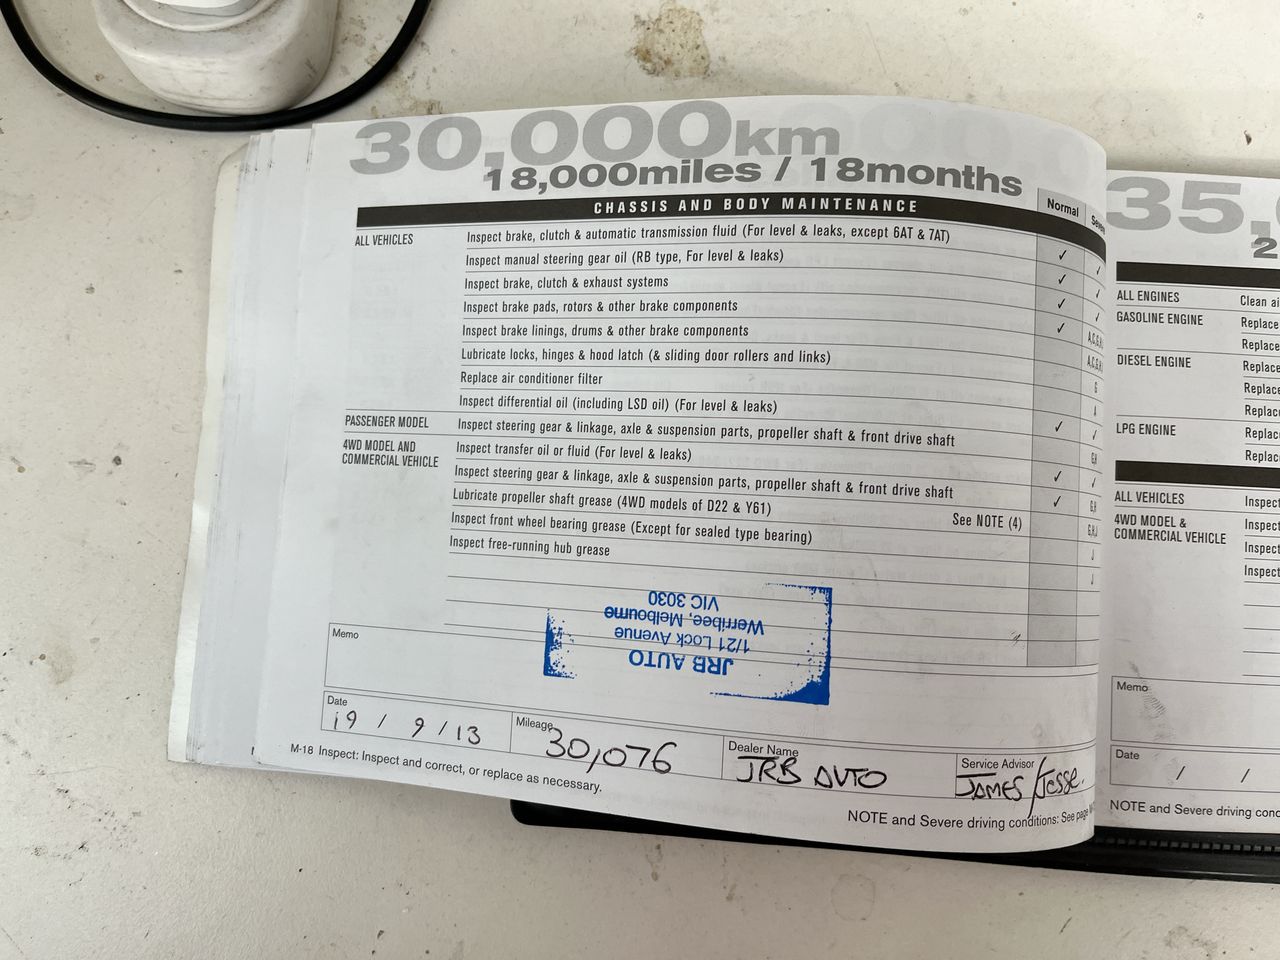 30,000km
18,000miles / 18months
CHASSIS AND BODY MAINTENANCE
Normal
ALL VEHICLES
Inspect brake, clutch & automatic transmission fluid (For level & leaks, except 6AT & 7AT) ✓ ✓
Inspect manual steering gear oil (RB type, For level & leaks) ✓ ✓
Inspect brake, clutch & exhaust systems ✓ ✓
Inspect brake pads, rotors & other brake components ✓
Inspect brake linings, drums & other brake components
Lubricate locks, hinges & hood latch (& sliding door rollers and links)
Replace air conditioner filter G
Inspect differential oil (including LSD oil) (For level & leaks) ✓
PASSENGER MODEL
Inspect steering gear & linkage, axle & suspension parts, propeller shaft & front drive shaft
4WD MODEL AND
COMMERCIAL VEHICLE
Inspect transfer oil or fluid (For level & leaks) ✓ ✓
Inspect steering gear & linkage, axle & suspension parts, propeller shaft & front drive shaft ✓
Lubricate propeller shaft grease (4WD models of D22 & Y61) See NOTE (4)
Inspect front wheel bearing grease (Except for sealed type bearing) J
Inspect free-running hub grease J
JRB AUTO
1/21 Lock Avenue
Werribee, Melbourne
VIC 3030
Memo
Date
19 / 9 / 13
Mileage
30,076
Dealer Name
JRB AUTO
Service Advisor
JAMES / Jesse.
M-18 Inspect: Inspect and correct, or replace as necessary.
NOTE and Severe driving conditions: See page
35,
2
ALL ENGINES
Clean ai
GASOLINE ENGINE
Replace
Replace
DIESEL ENGINE
Replace
Replace
Replace
LPG ENGINE
Replac
Replac
ALL VEHICLES
Inspect
4WD MODEL &
COMMERCIAL VEHICLE
Inspect
Inspect
Inspect
Memo
Date
/ /
NOTE and Severe driving cond